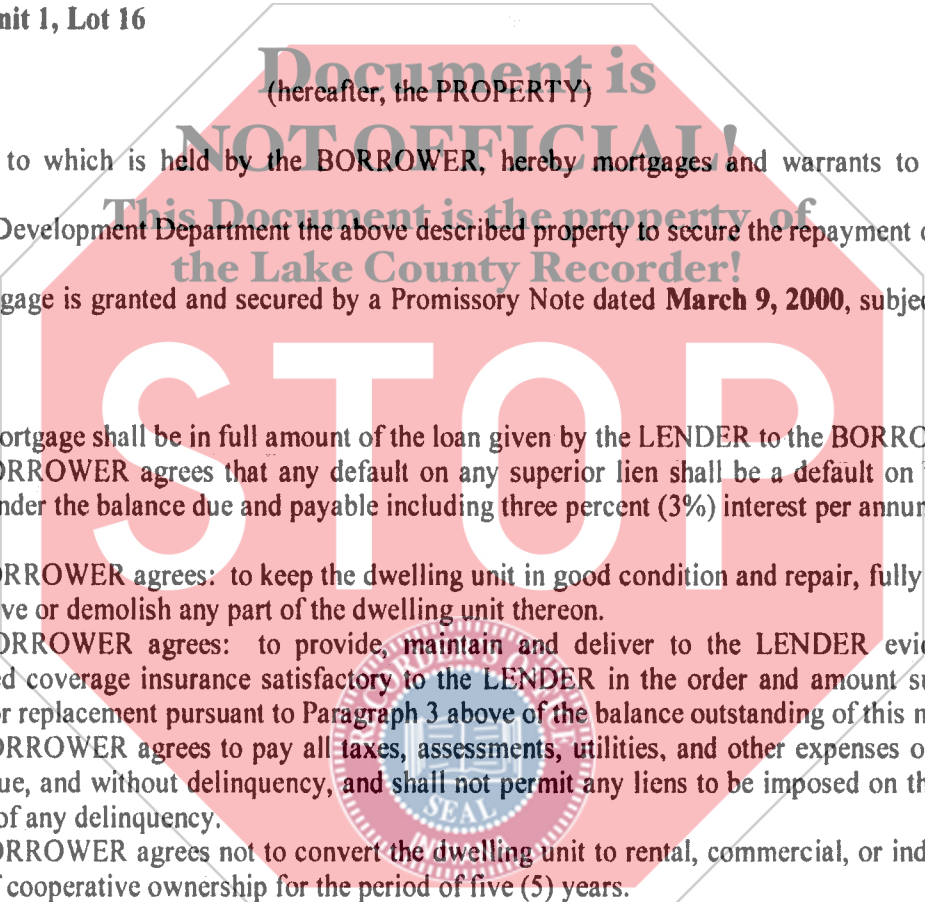 nit 1, Lot 16
Document is
(hereafter, the PROPERTY)
NOT OFFICIAL!
to which is held by the BORROWER, hereby mortgages and warrants to
This Document is the property of
Development Department the above described property to secure the repayment
the Lake County Recorder!
gage is granted and secured by a Promissory Note dated March 9, 2000, subjec
STOP
ortgage shall be in full amount of the loan given by the LENDER to the BORRO
ORROWER agrees that any default on any superior lien shall be a default on
nder the balance due and payable including three percent (3%) interest per annum
ORROWER agrees: to keep the dwelling unit in good condition and repair, fully
ve or demolish any part of the dwelling unit thereon.
ORROWER agrees: to provide, maintain and deliver to the LENDER evi
ed coverage insurance satisfactory to the LENDER in the order and amount su
or replacement pursuant to Paragraph 3 above of the balance outstanding of this
ORROWER agrees to pay all taxes, assessments, utilities, and other expenses o
ue, and without delinquency, and shall not permit any liens to be imposed on th
of any delinquency.
SEAL
ORROWER agrees not to convert the dwelling unit to rental, commercial, or ind
f cooperative ownership for the period of five (5) years.